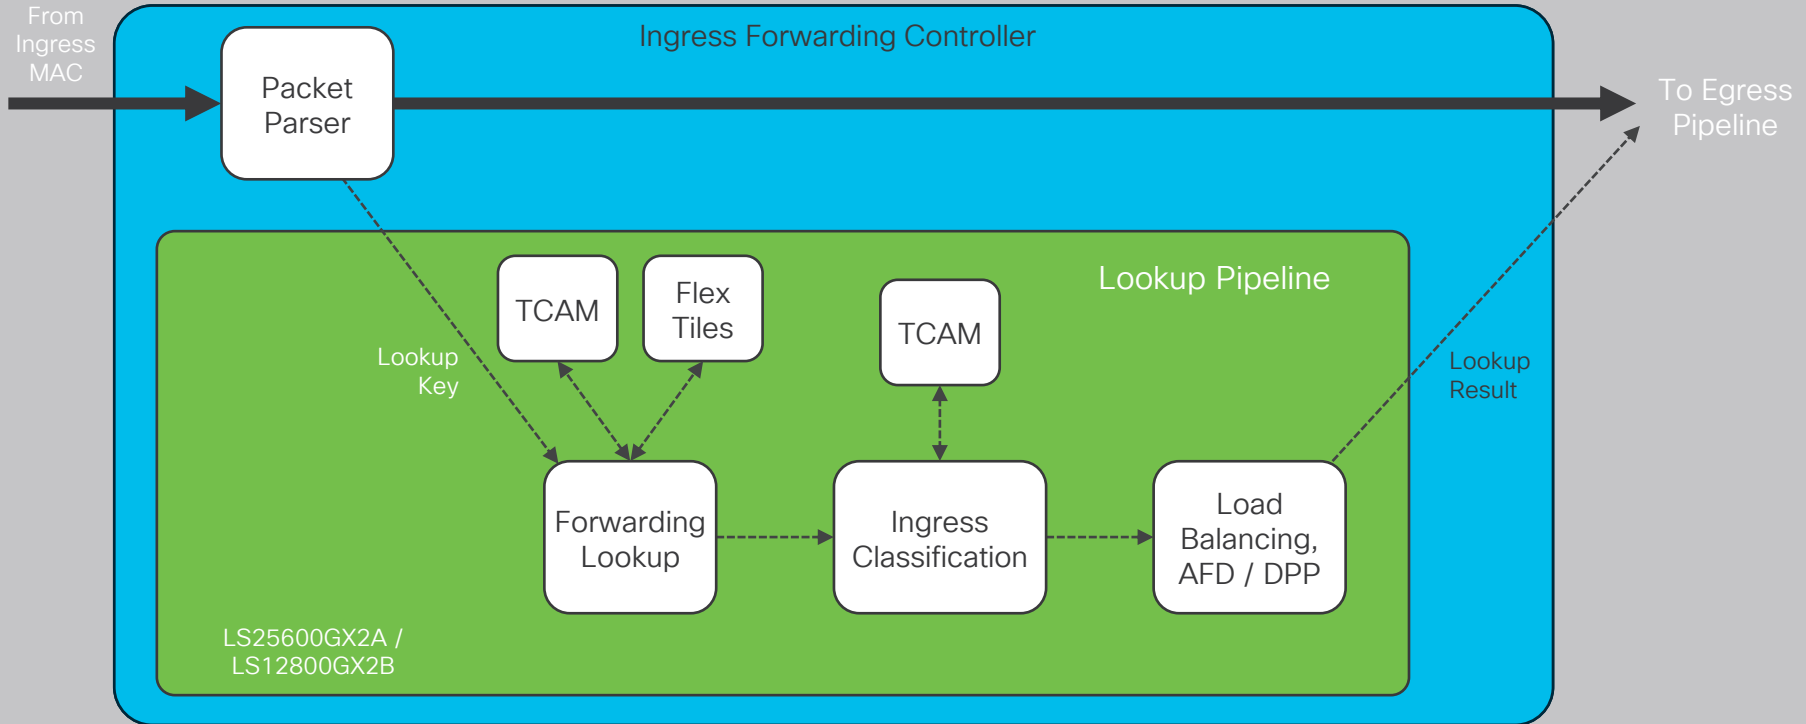 From
Ingress
MAC
Ingress Forwarding Controller
Packet
Parser
To Egress
Pipeline
Lookup Pipeline
TCAM
Flex
Tiles
TCAM
Lookup
Key
Lookup
Result
Forwarding
Lookup
Ingress
Classification
Load
Balancing,
AFD / DPP
LS25600GX2A /
LS12800GX2B